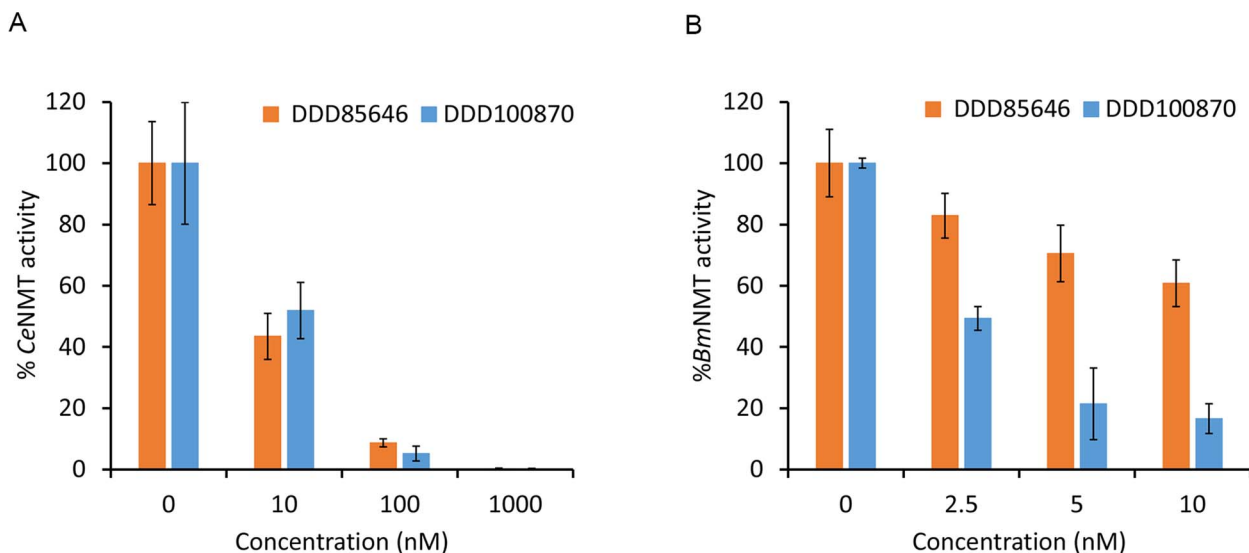 A
DDD85646 DDD100870
% CeNMT activity
120
100
80
60
40
20
0
0 10 100 1000
Concentration (nM)
B
DDD85646 DDD100870
%BmNMT activity
120
100
80
60
40
20
0
0 2.5 5 10
Concentration (nM)